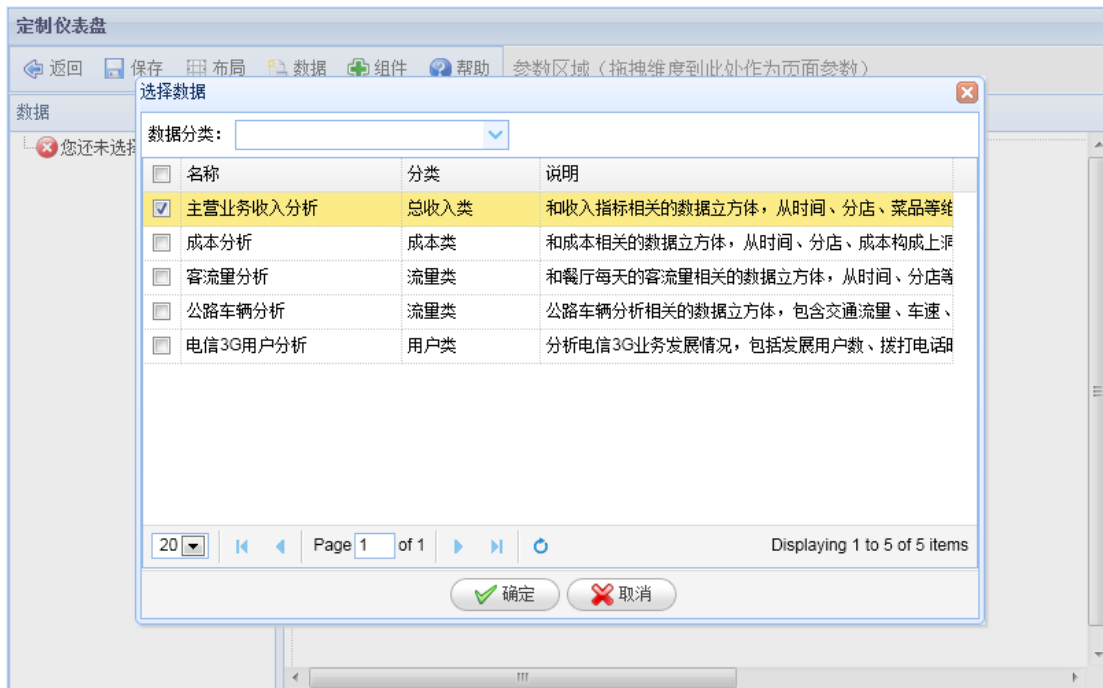 定制仪表盘
返回 保存 布局 数据 组件 帮助 参数区域（拖拽维度到此处作为页面参数）
选择数据
数据
数据分类：
您还未选择
名称 分类 说明
主营业务收入分析 总收入类 和收入指标相关的数据立方体，从时间、分店、菜品等维
成本分析 成本类 和成本相关的数据立方体，从时间、分店、成本构成上洞
客流量分析 流量类 和餐厅每天的客流量相关的数据立方体，从时间、分店等
公路车辆分析 流量类 公路车辆分析相关的数据立方体，包含交通流量、车速、
电信3G用户分析 用户类 分析电信3G业务发展情况，包括发展用户数、拨打电话时
20 Page 1 of 1 Displaying 1 to 5 of 5 items
确定 取消